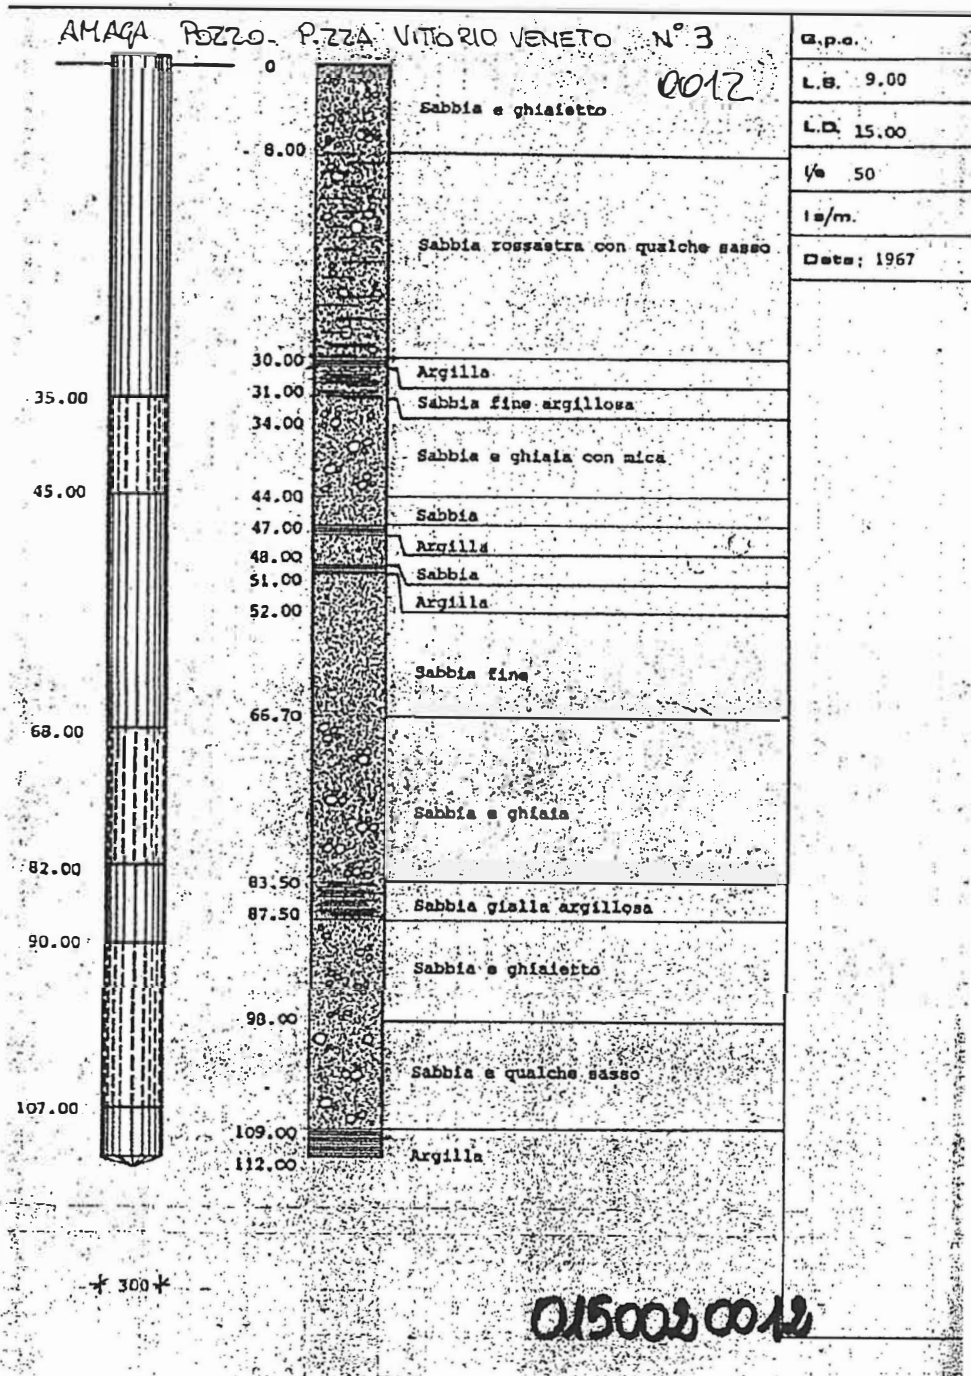 AMAGA POZZO - P.ZZA VITTORIO VENETO N° 3
0012
Q.p.c.
L.S. 9.00
L.D. 15.00
l/s 50
l s/m.
Data: 1967
0
Sabbia e ghiaietto
8.00
Sabbia rossastra con qualche sasso
30.00
Argilla
31.00
Sabbia fine argillosa
34.00
35.00
Sabbia e ghiaia con mica
44.00
45.00
Sabbia
47.00
Argilla
48.00
Sabbia
51.00
Argilla
52.00
Sabbia fine
66.70
68.00
Sabbia e ghiaia
82.00
83.50
Sabbia gialla argillosa
87.50
90.00
Sabbia e ghiaietto
98.00
Sabbia e qualche sasso
107.00
109.00
Argilla
112.00
300
0150020012